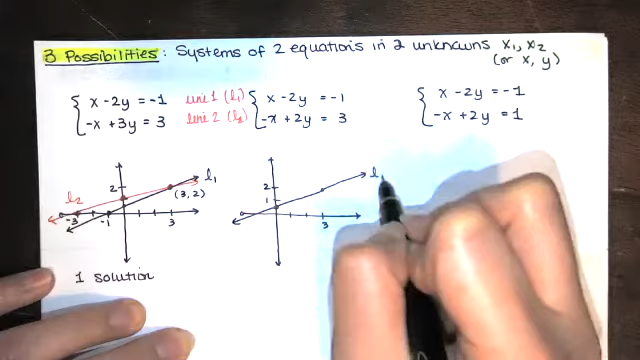 3 Possibilities: Systems of 2 equations in 2 unknowns x₁, x₂
(or x, y)
x - 2y = -1
-x + 3y = 3
line 1 (l₁)
line 2 (l₂)
x - 2y = -1
-x + 2y = 3
x - 2y = -1
-x + 2y = 1
l₂
l₁
2
(3, 2)
-3
-1
3
1 solution
l
2
1
3